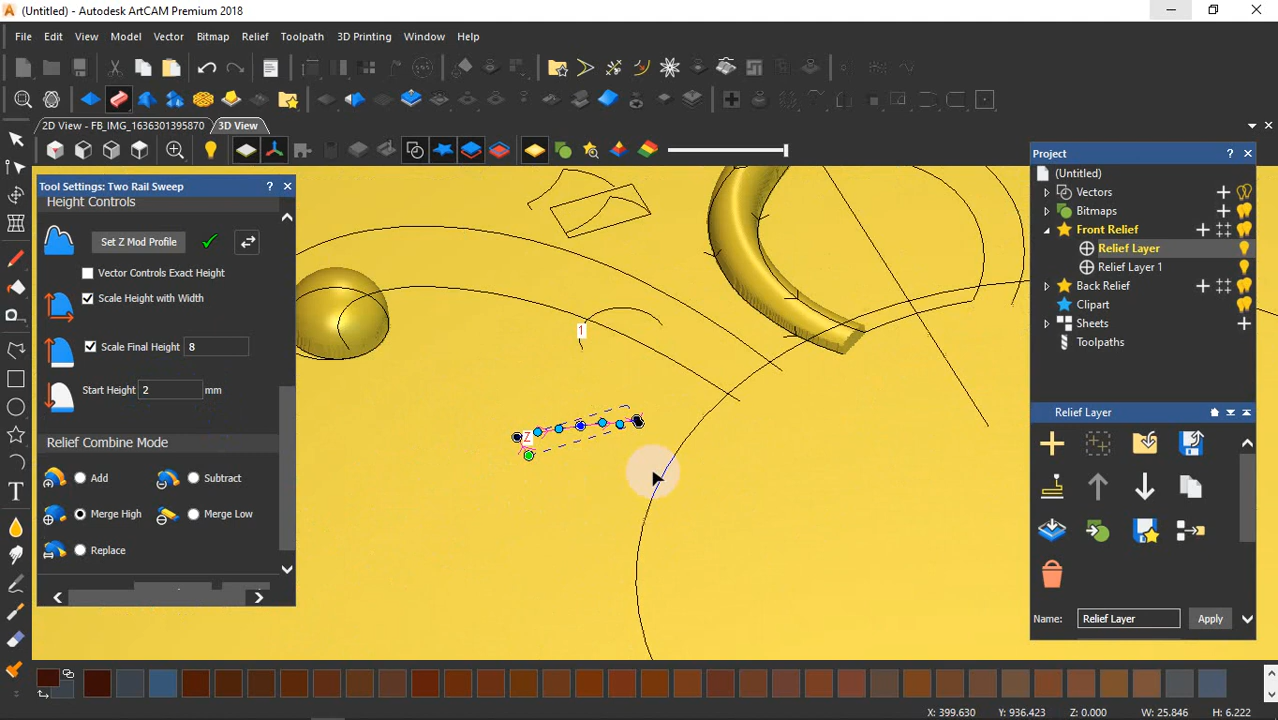 (Untitled) - Autodesk ArtCAM Premium 2018
File Edit View Model Vector Bitmap Relief Toolpath 3D Printing Window Help
2D View - FB_IMG_1636301395870 3D View
Tool Settings: Two Rail Sweep ?
Height Controls
Set Z Mod Profile
Vector Controls Exact Height
Scale Height with Width
Scale Final Height 8
Start Height 2 mm
Relief Combine Mode
Add Subtract
Merge High Merge Low
Replace
1
Z
Project ?
(Untitled)
Vectors
Bitmaps
Front Relief
Relief Layer
Relief Layer 1
Back Relief
Clipart
Sheets
Toolpaths
Relief Layer
Name: Relief Layer Apply
T
X: 399.630 Y: 936.423 Z: 0.000 W: 25.846 H: 6.222